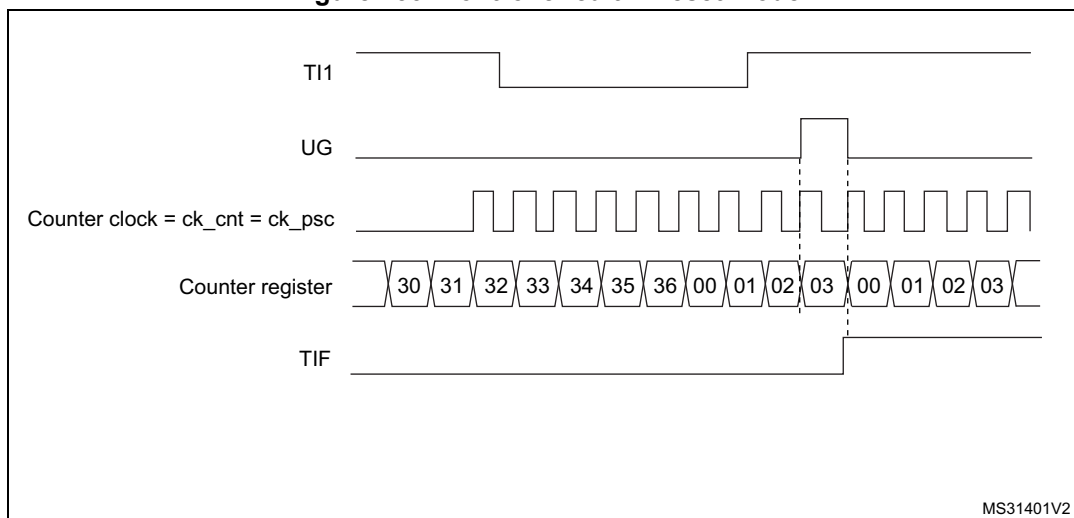 TI1
UG
Counter clock = ck_cnt = ck_psc
Counter register 30 31 32 33 34 35 36 00 01 02 03 00 01 02 03
TIF
MS31401V2